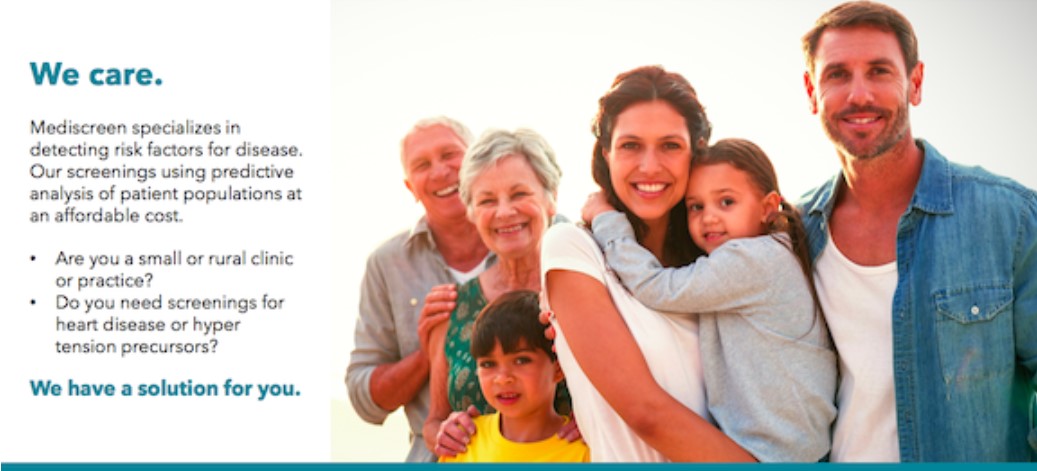 We care.
Mediscreen specializes in
detecting risk factors for disease.
Our screenings using predictive
analysis of patient populations at
an affordable cost.
• Are you a small or rural clinic
or practice?
• Do you need screenings for
heart disease or hyper
tension precursors?
We have a solution for you.